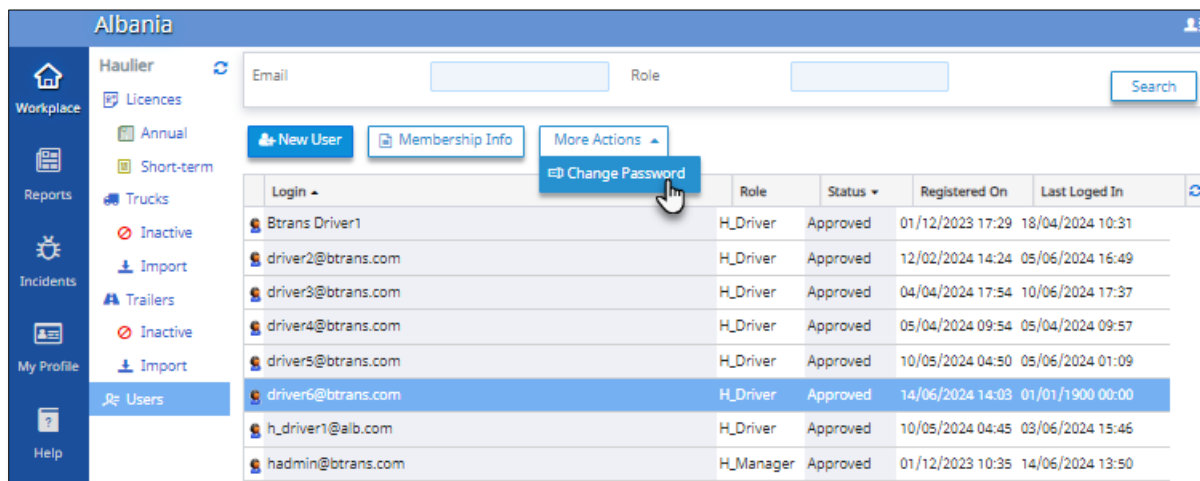 Albania
Workplace
Reports
Incidents
My Profile
Help
Haulier
Licences
Annual
Short-term
Trucks
Inactive
Import
Trailers
Inactive
Import
Users
Email Role
Search
New User Membership Info More Actions
Change Password
Login Role Status Registered On Last Loged In
Btrans Driver1 H_Driver Approved 01/12/2023 17:29 18/04/2024 10:31
driver2@btrans.com H_Driver Approved 12/02/2024 14:24 05/06/2024 16:49
driver3@btrans.com H_Driver Approved 04/04/2024 17:54 10/06/2024 17:37
driver4@btrans.com H_Driver Approved 05/04/2024 09:54 05/04/2024 09:57
driver5@btrans.com H_Driver Approved 10/05/2024 04:50 05/06/2024 01:09
driver6@btrans.com H_Driver Approved 14/06/2024 14:03 01/01/1900 00:00
h_driver1@alb.com H_Driver Approved 10/05/2024 04:45 03/06/2024 15:46
hadmin@btrans.com H_Manager Approved 01/12/2023 10:35 14/06/2024 13:50